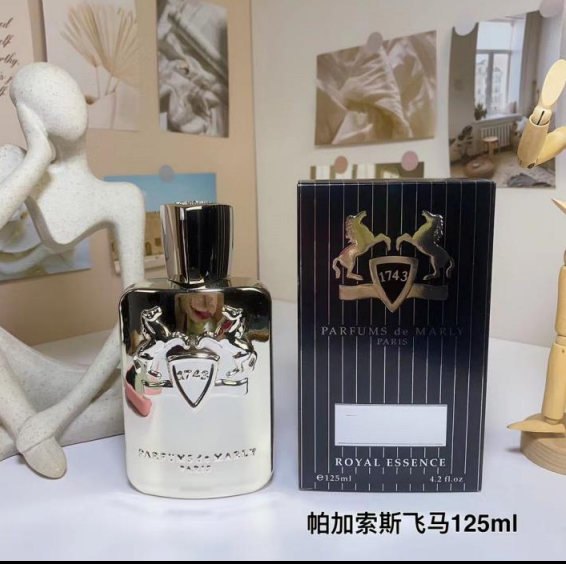 1743
PARFUMS de MARLY
PARIS
1743
PARFUMS de MARLY
PARIS
ROYAL ESSENCE
℮125ml 4.2 fl.oz
帕加索斯飞马125ml